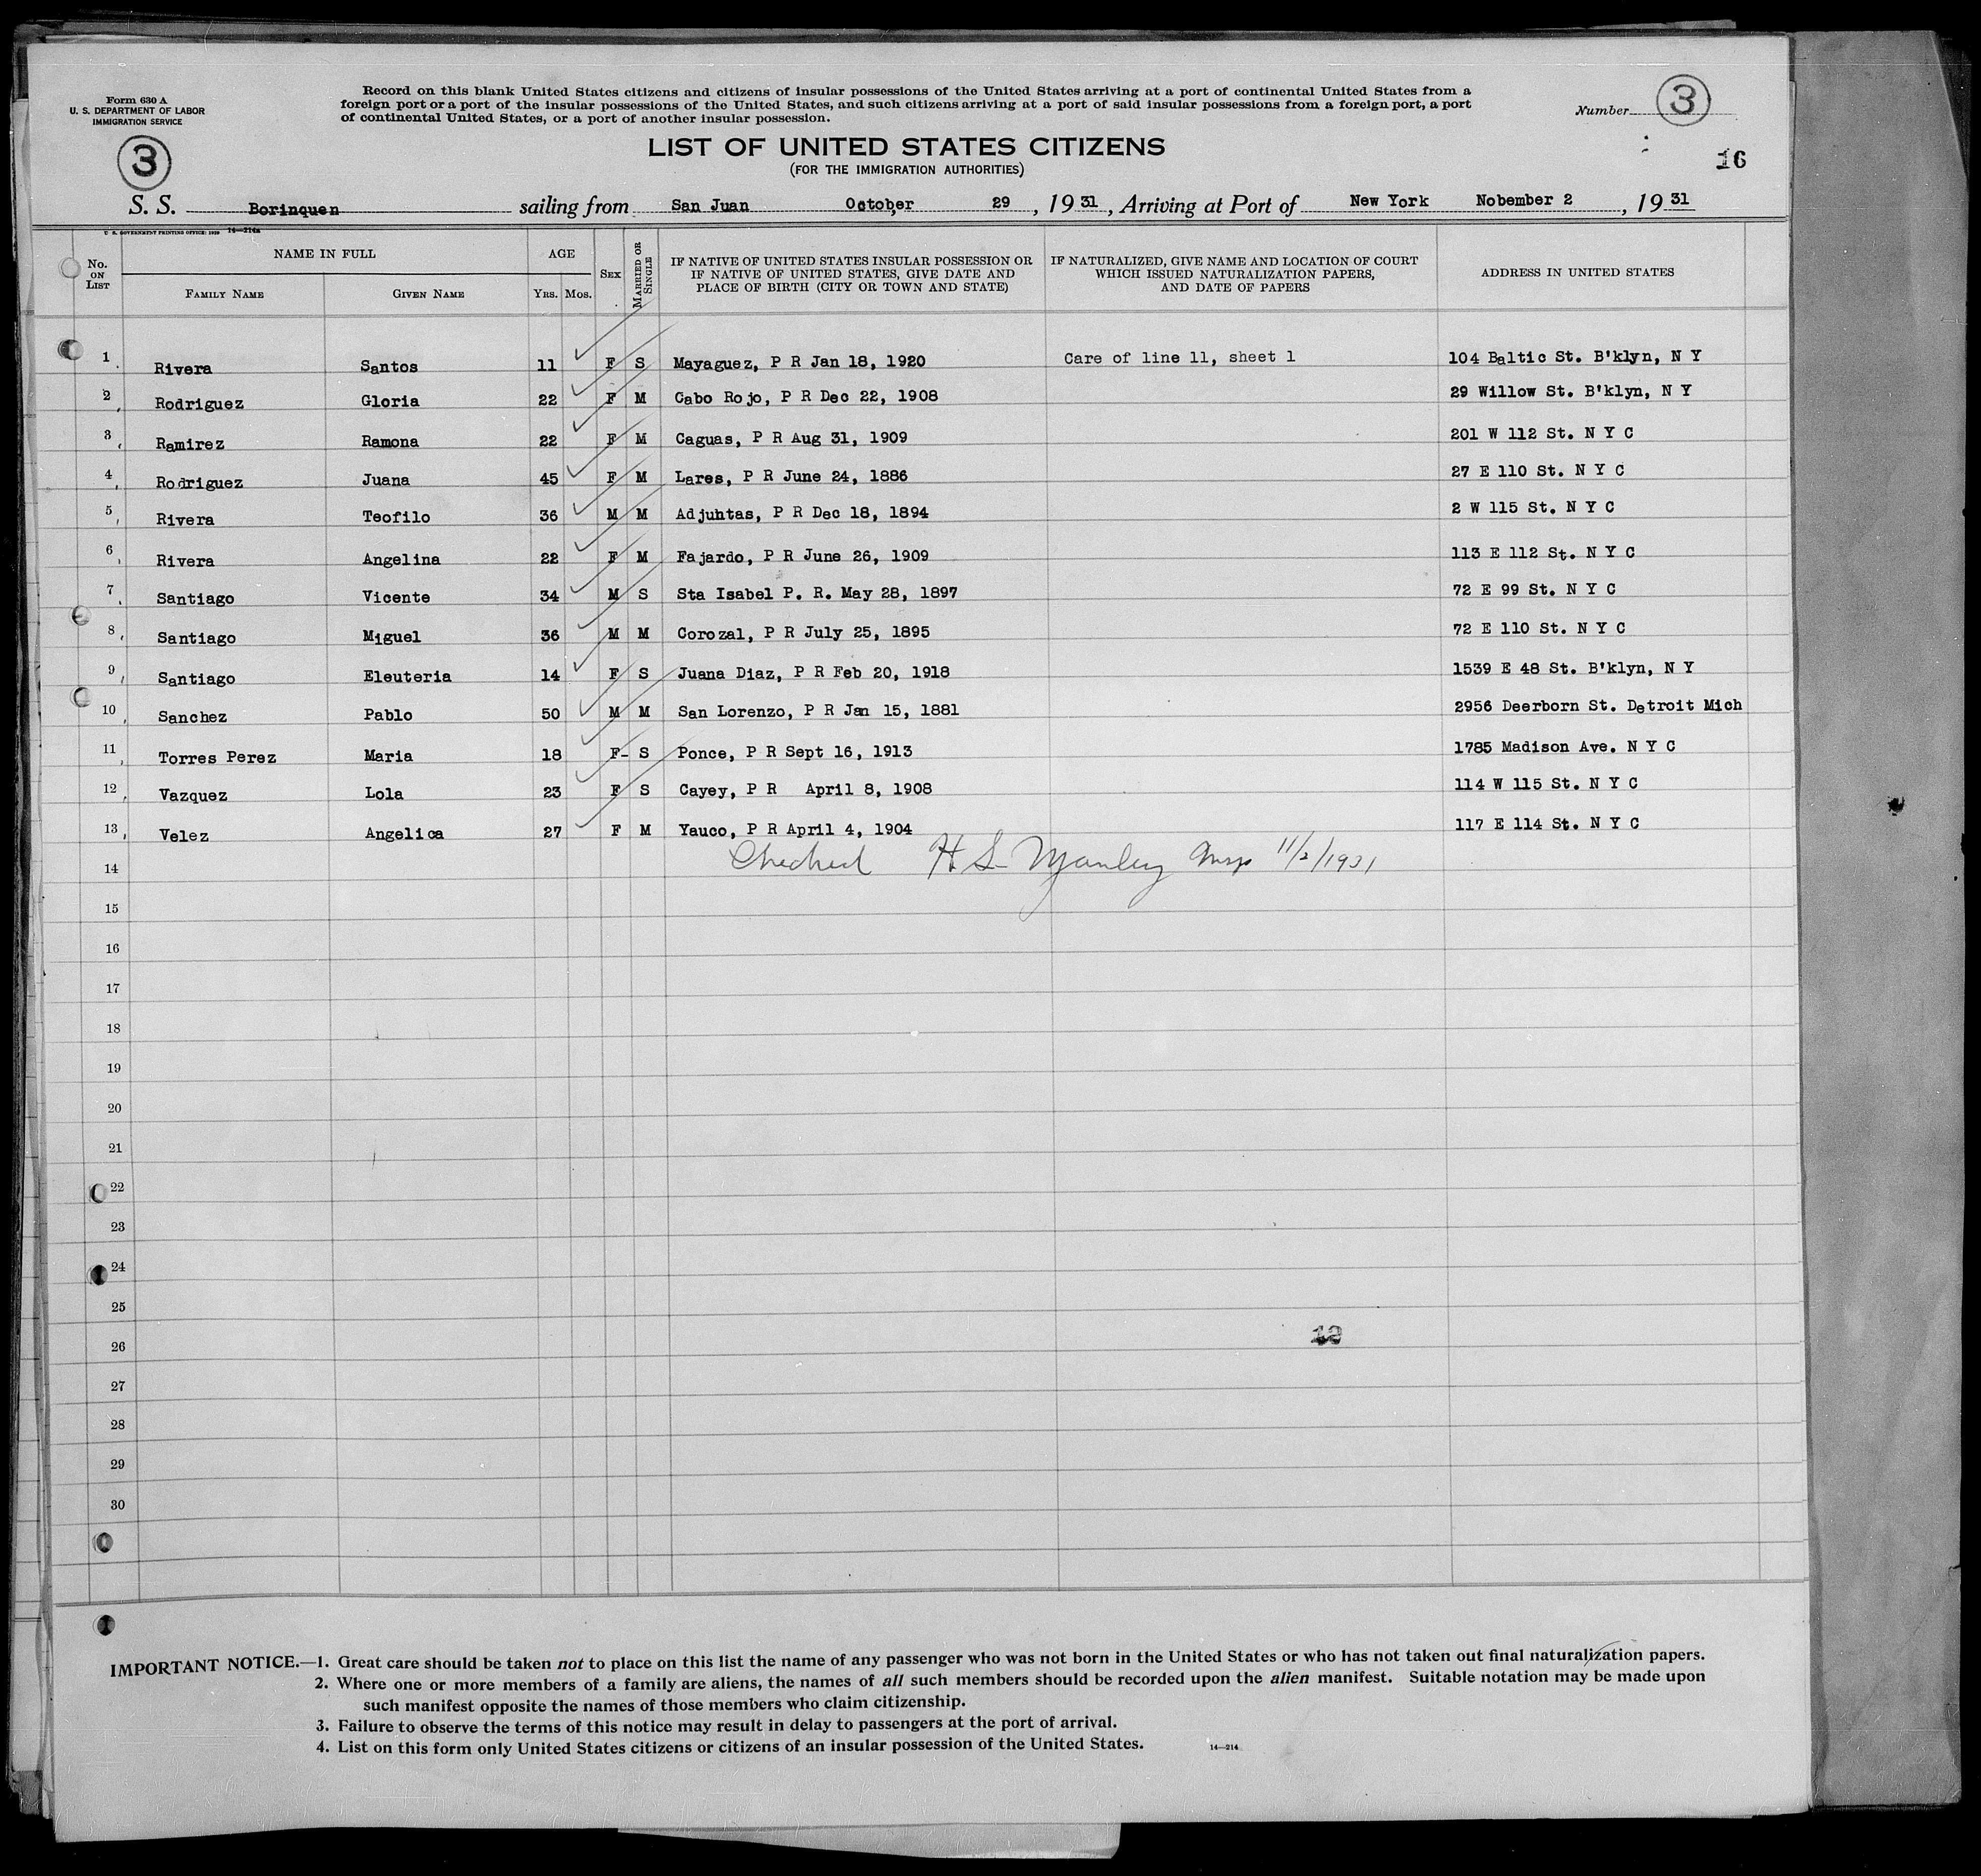 Form 630 A
U. S. DEPARTMENT OF LABOR
IMMIGRATION SERVICE
3
Record on this blank United States citizens and citizens of insular possessions of the United States arriving at a port of continental United States from a
foreign port or a port of the insular possessions of the United States, and such citizens arriving at a port of said insular possessions from a foreign port, a port
of continental United States, or a port of another insular possession.
Number 3
LIST OF UNITED STATES CITIZENS
(FOR THE IMMIGRATION AUTHORITIES)
16
S. S. Borinquen sailing from San Juan October 29, 1931, Arriving at Port of New York Nobember 2, 1931
U. S. GOVERNMENT PRINTING OFFICE: 1928 14—214a
No. ON LIST
NAME IN FULL
FAMILY NAME
GIVEN NAME
AGE
YRS. MOS.
SEX
MARRIED OR SINGLE
IF NATIVE OF UNITED STATES INSULAR POSSESSION OR
IF NATIVE OF UNITED STATES, GIVE DATE AND
PLACE OF BIRTH (CITY OR TOWN AND STATE)
IF NATURALIZED, GIVE NAME AND LOCATION OF COURT
WHICH ISSUED NATURALIZATION PAPERS,
AND DATE OF PAPERS
ADDRESS IN UNITED STATES
1 Rivera Santos 11 F S Mayaguez, P R Jan 18, 1920 Care of line 11, sheet 1 104 Baltic St. B'klyn, N Y
2 Rodriguez Gloria 22 F M Cabo Rojo, P R Dec 22, 1908 29 Willow St. B'klyn, N Y
3 Ramirez Ramona 22 F M Caguas, P R Aug 31, 1909 201 W 112 St. N Y C
4 Rodriguez Juana 45 F M Lares, P R June 24, 1886 27 E 110 St. N Y C
5 Rivera Teofilo 36 M M Adjuhtas, P R Dec 18, 1894 2 W 115 St. N Y C
6 Rivera Angelina 22 F M Fajardo, P R June 26, 1909 113 E 112 St. N Y C
7 Santiago Vicente 34 M S Sta Isabel P. R. May 28, 1897 72 E 99 St. N Y C
8 Santiago Miguel 36 M M Corozal, P R July 25, 1895 72 E 110 St. N Y C
9 Santiago Eleuteria 14 F S Juana Diaz, P R Feb 20, 1918 1539 E 48 St. B'klyn, N Y
10 Sanchez Pablo 50 M M San Lorenzo, P R Jan 15, 1881 2956 Deerborn St. Detroit Mich
11 Torres Perez Maria 18 F- S Ponce, P R Sept 16, 1913 1785 Madison Ave. N Y C
12 Vazquez Lola 23 F S Cayey, P R April 8, 1908 114 W 115 St. N Y C
13 Velez Angelica 27 F M Yauco, P R April 4, 1904 117 E 114 St. N Y C
Checked H S Manley Insp 11/2/1931
14
15
16
17
18
19
20
21
22
23
24
25
26
27
28
29
30
IMPORTANT NOTICE.—1. Great care should be taken not to place on this list the name of any passenger who was not born in the United States or who has not taken out final naturalization papers.
2. Where one or more members of a family are aliens, the names of all such members should be recorded upon the alien manifest. Suitable notation may be made upon
such manifest opposite the names of those members who claim citizenship.
3. Failure to observe the terms of this notice may result in delay to passengers at the port of arrival.
4. List on this form only United States citizens or citizens of an insular possession of the United States. 14—214